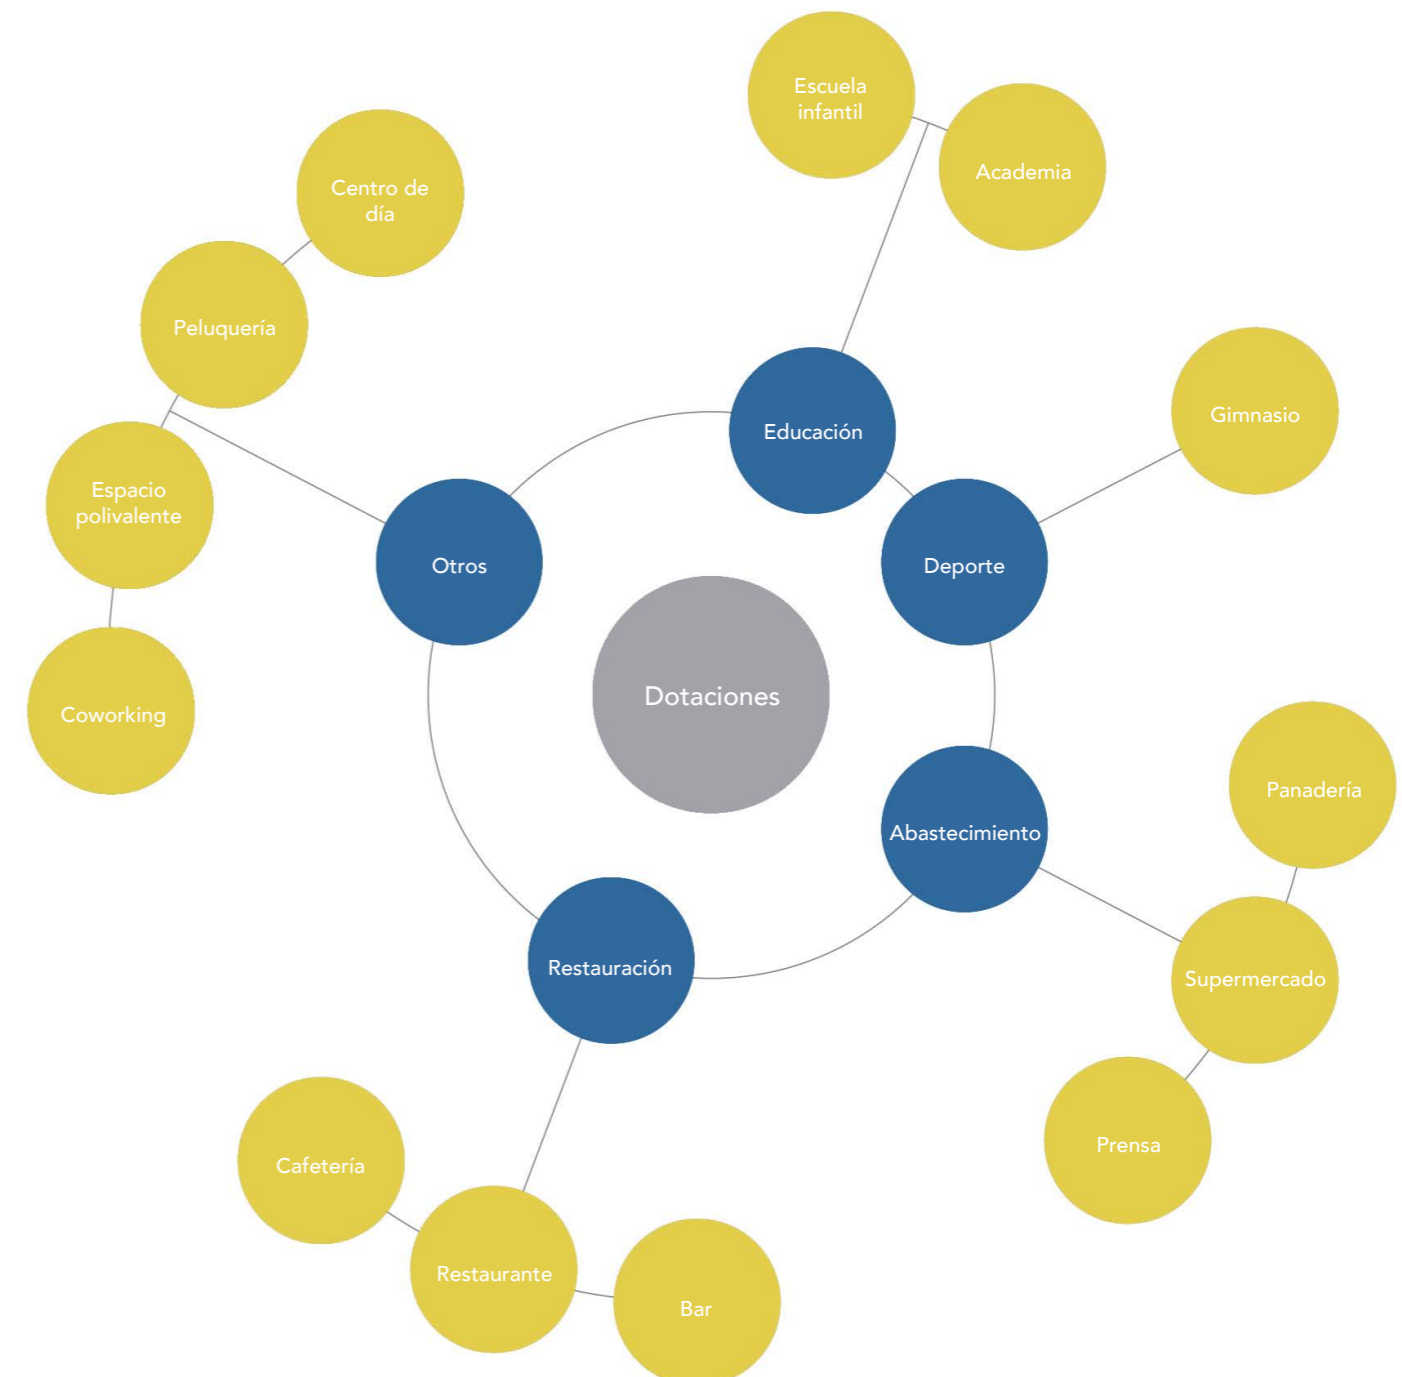 Escuela
infantil
Academia
Centro de
día
Peluquería
Gimnasio
Educación
Espacio
polivalente
Otros
Deporte
Dotaciones
Coworking
Panadería
Abastecimiento
Restauración
Supermercado
Prensa
Cafetería
Restaurante
Bar